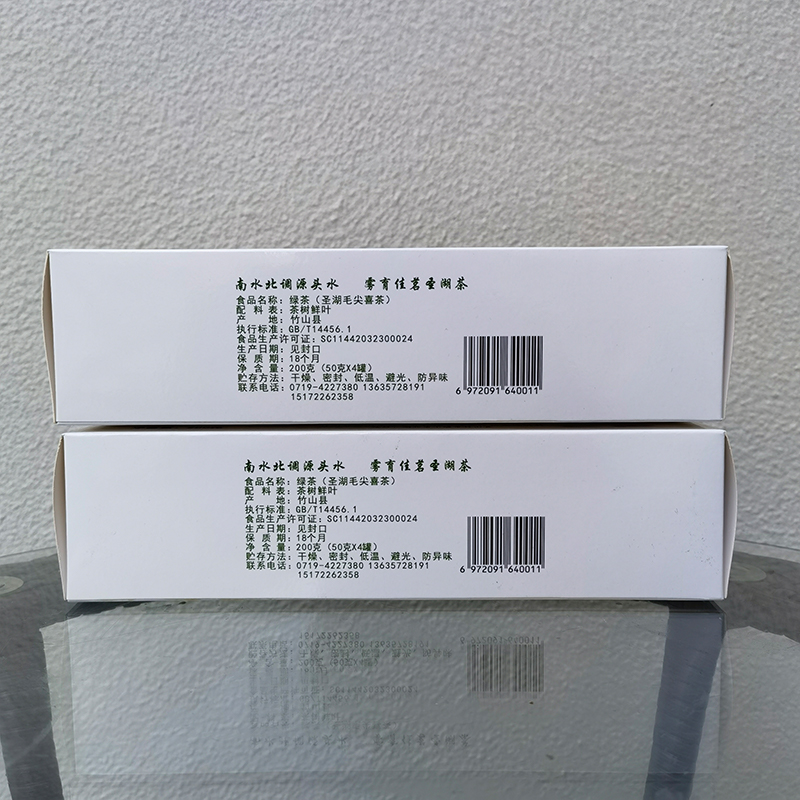 南水北调源头水 雾育佳茗圣湖茶
食品名称：绿茶（圣湖毛尖喜茶）
配 料 表：茶树鲜叶
产 地：竹山县
执行标准：GB/T14456.1
食品生产许可证：SC11442032300024
生产日期：见封口
保 质 期：18个月
净 含 量：200克（50克X4罐）
贮存方法：干燥、密封、低温、避光、防异味
联系电话：0719-4227380 13635728191
15172262358
6 972091 640011
南水北调源头水 雾育佳茗圣湖茶
食品名称：绿茶（圣湖毛尖喜茶）
配 料 表：茶树鲜叶
产 地：竹山县
执行标准：GB/T14456.1
食品生产许可证：SC11442032300024
生产日期：见封口
保 质 期：18个月
净 含 量：200克（50克X4罐）
贮存方法：干燥、密封、低温、避光、防异味
联系电话：0719-4227380 13635728191
15172262358
6 972091 640011